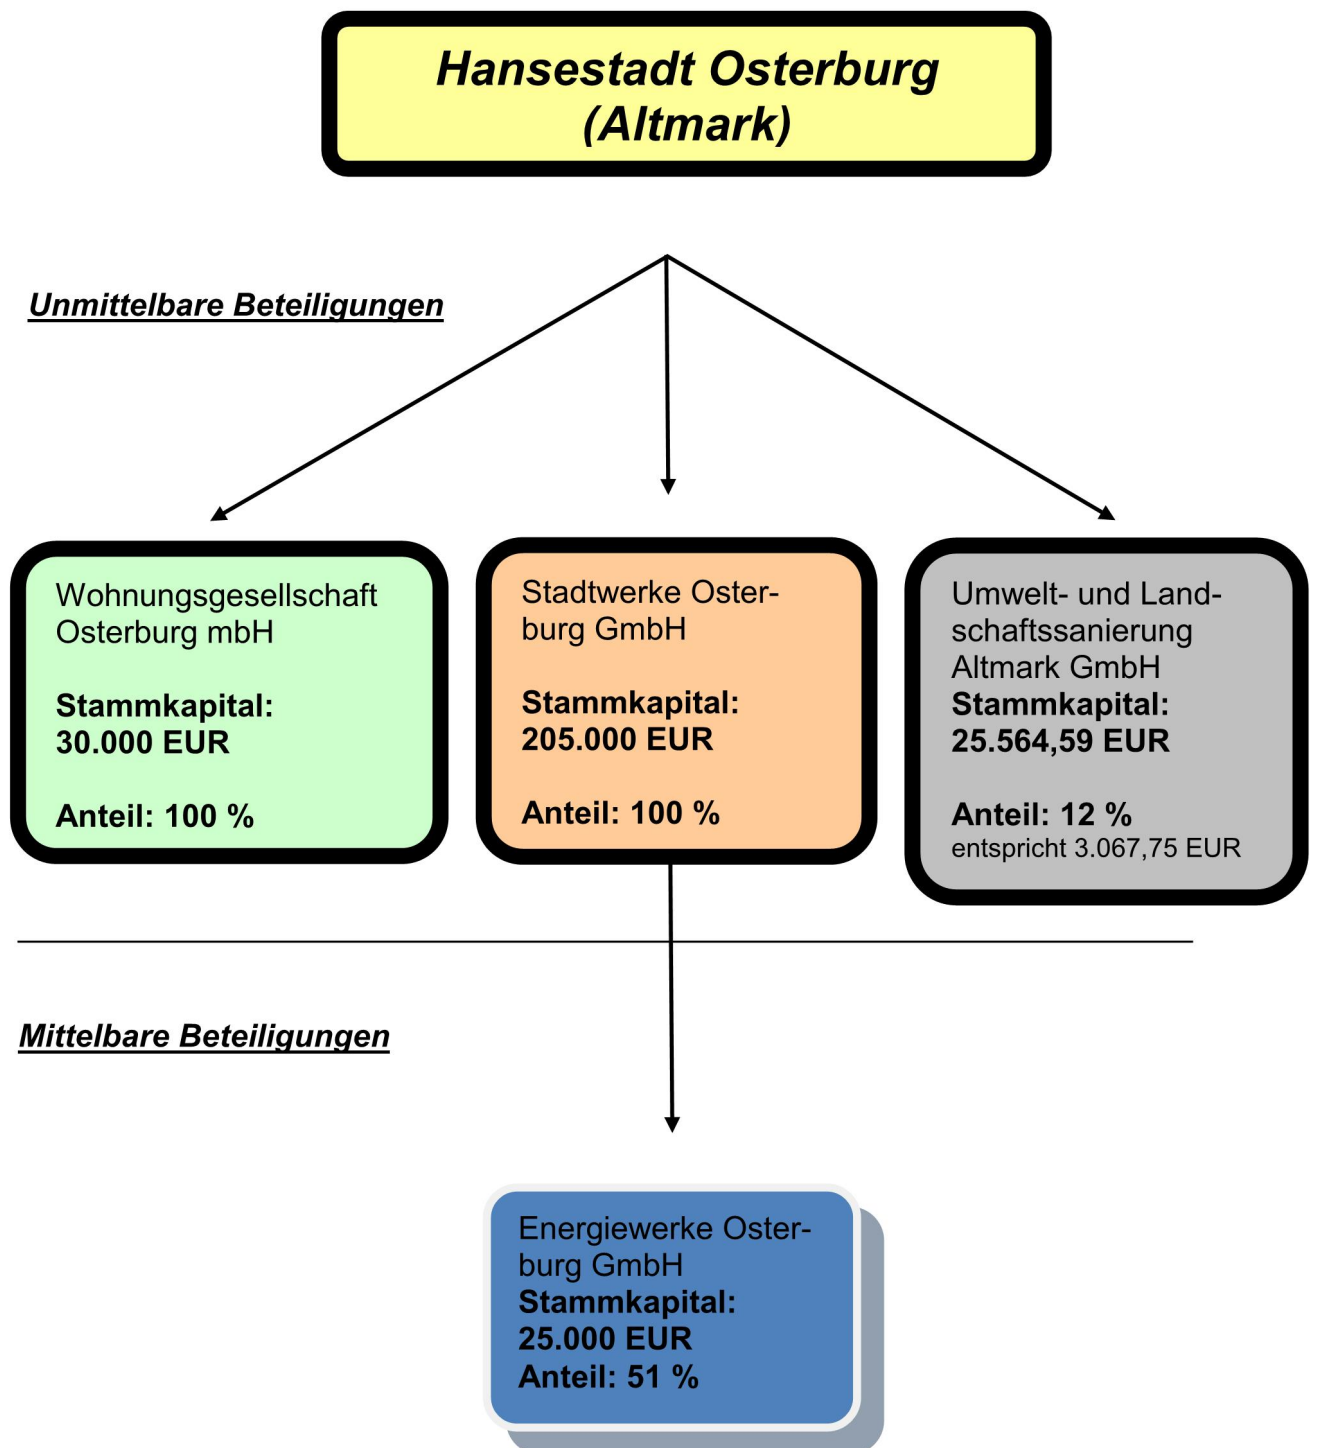 Hansestadt Osterburg
(Altmark)
Unmittelbare Beteiligungen
Wohnungsgesellschaft
Osterburg mbH
Stammkapital:
30.000 EUR
Anteil: 100 %
Stadtwerke Oster-
burg GmbH
Stammkapital:
205.000 EUR
Anteil: 100 %
Umwelt- und Land-
schaftssanierung
Altmark GmbH
Stammkapital:
25.564,59 EUR
Anteil: 12 %
entspricht 3.067,75 EUR
Mittelbare Beteiligungen
Energiewerke Oster-
burg GmbH
Stammkapital:
25.000 EUR
Anteil: 51 %